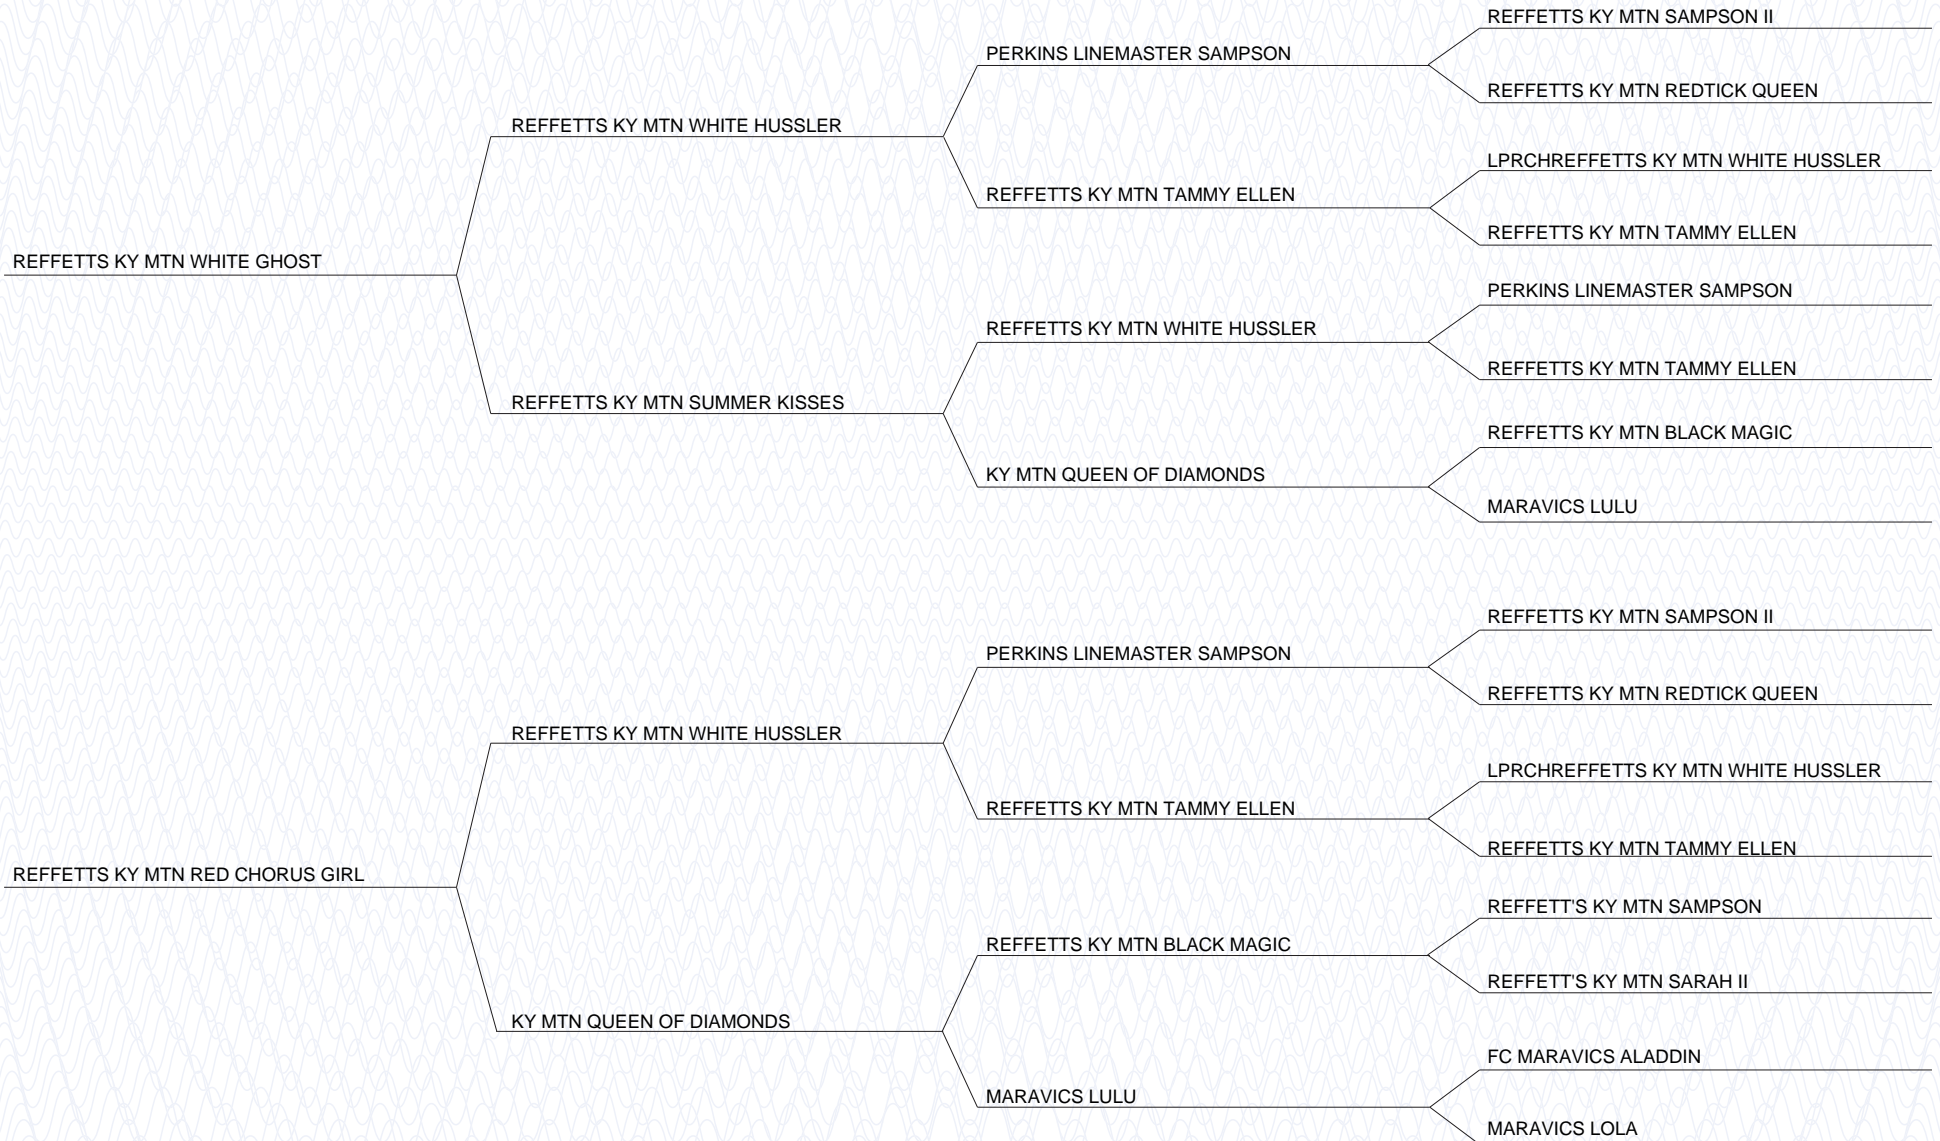 REFFETTS KY MTN SAMPSON II
PERKINS LINEMASTER SAMPSON
REFFETTS KY MTN REDTICK QUEEN
REFFETTS KY MTN WHITE HUSSLER
LPRCHREFFETTS KY MTN WHITE HUSSLER
REFFETTS KY MTN TAMMY ELLEN
REFFETTS KY MTN TAMMY ELLEN
REFFETTS KY MTN WHITE GHOST
PERKINS LINEMASTER SAMPSON
REFFETTS KY MTN WHITE HUSSLER
REFFETTS KY MTN TAMMY ELLEN
REFFETTS KY MTN SUMMER KISSES
REFFETTS KY MTN BLACK MAGIC
KY MTN QUEEN OF DIAMONDS
MARAVICS LULU
REFFETTS KY MTN SAMPSON II
PERKINS LINEMASTER SAMPSON
REFFETTS KY MTN REDTICK QUEEN
REFFETTS KY MTN WHITE HUSSLER
LPRCHREFFETTS KY MTN WHITE HUSSLER
REFFETTS KY MTN TAMMY ELLEN
REFFETTS KY MTN TAMMY ELLEN
REFFETTS KY MTN RED CHORUS GIRL
REFFETT'S KY MTN SAMPSON
REFFETTS KY MTN BLACK MAGIC
REFFETT'S KY MTN SARAH II
KY MTN QUEEN OF DIAMONDS
FC MARAVICS ALADDIN
MARAVICS LULU
MARAVICS LOLA